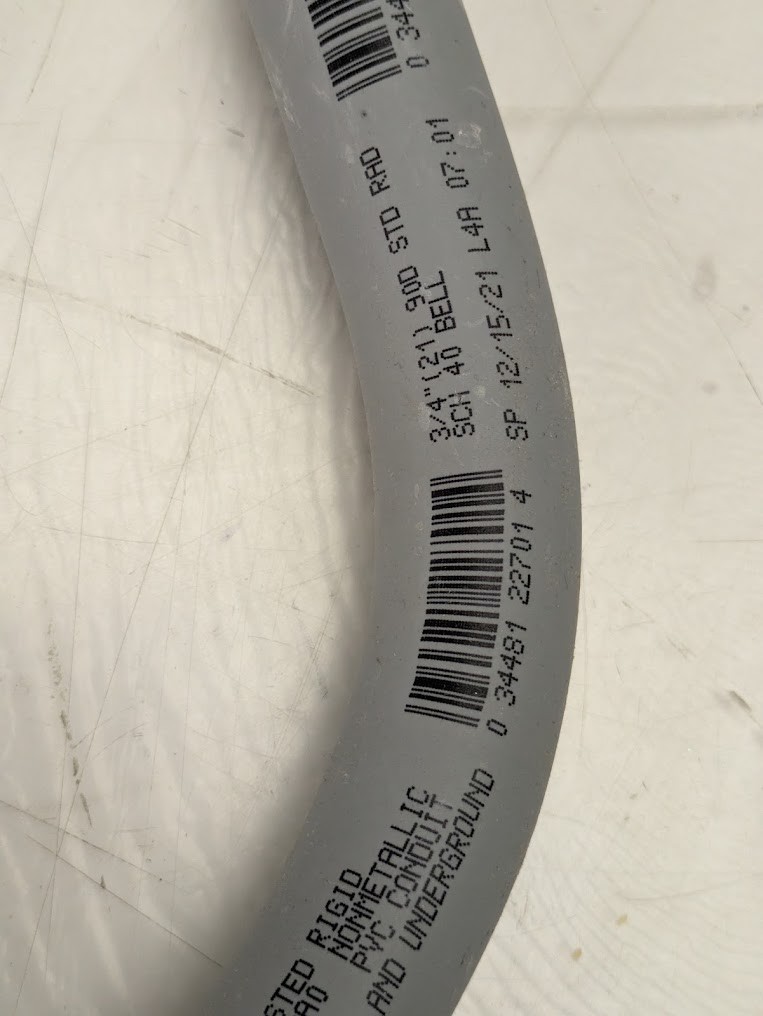 0 344
3/4"(21) 90D STD RAD
SCH 40 BELL
SP 12/15/21 L4A 07:01
0 34481 22701 4
RIGID
NONMETALLIC
PVC CONDUIT
AND UNDERGROUND